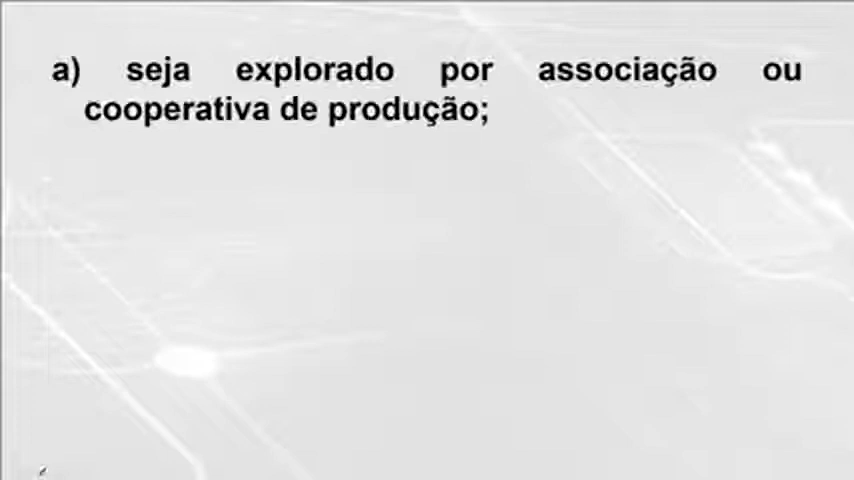 a) seja explorado por associação ou
cooperativa de produção;